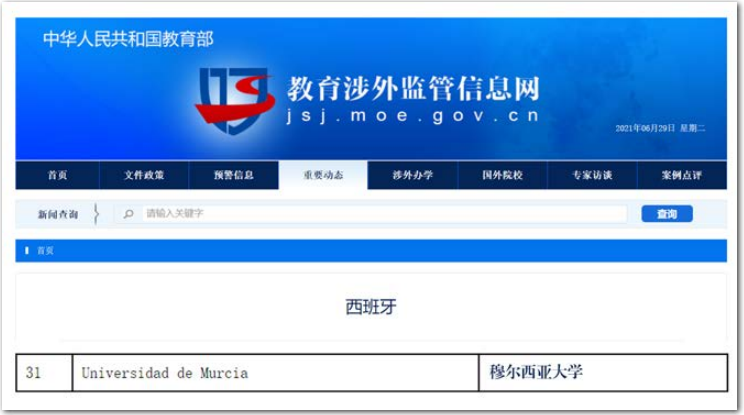 中华人民共和国教育部
教育涉外监管信息网
jsj.moe.gov.cn
2021年06月29日 星期二
首页 文件政策 预警信息 重要动态 涉外办学 国外院校 专家访谈 案例点评
新闻查询 请输入关键字 查询
首页
西班牙
31 Universidad de Murcia 穆尔西亚大学